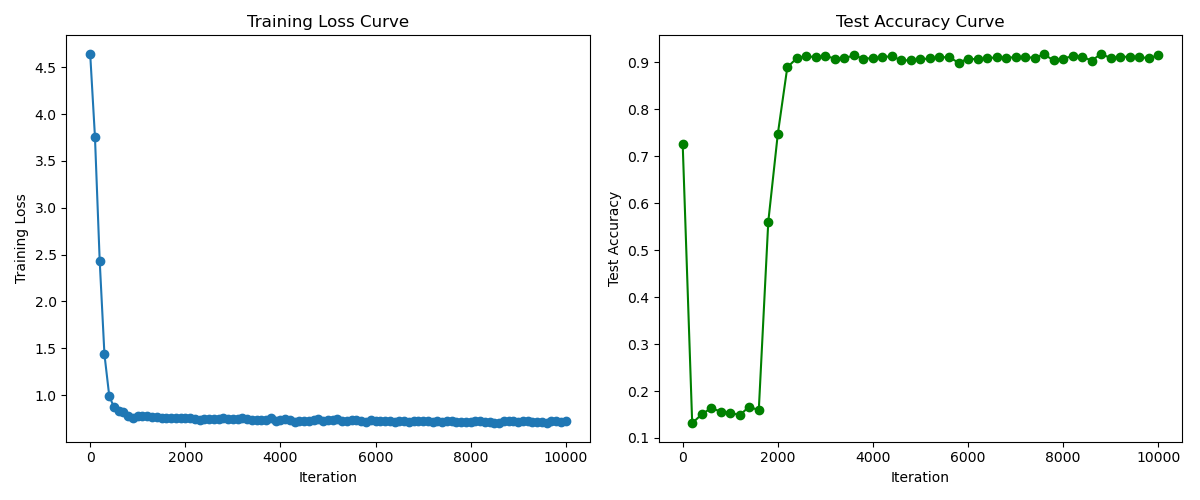 Training Loss Curve
4.5
4.0
3.5
3.0
2.5
2.0
1.5
1.0
Training Loss
0 2000 4000 6000 8000 10000
Iteration
Test Accuracy Curve
0.9
0.8
0.7
0.6
0.5
0.4
0.3
0.2
0.1
Test Accuracy
0 2000 4000 6000 8000 10000
Iteration